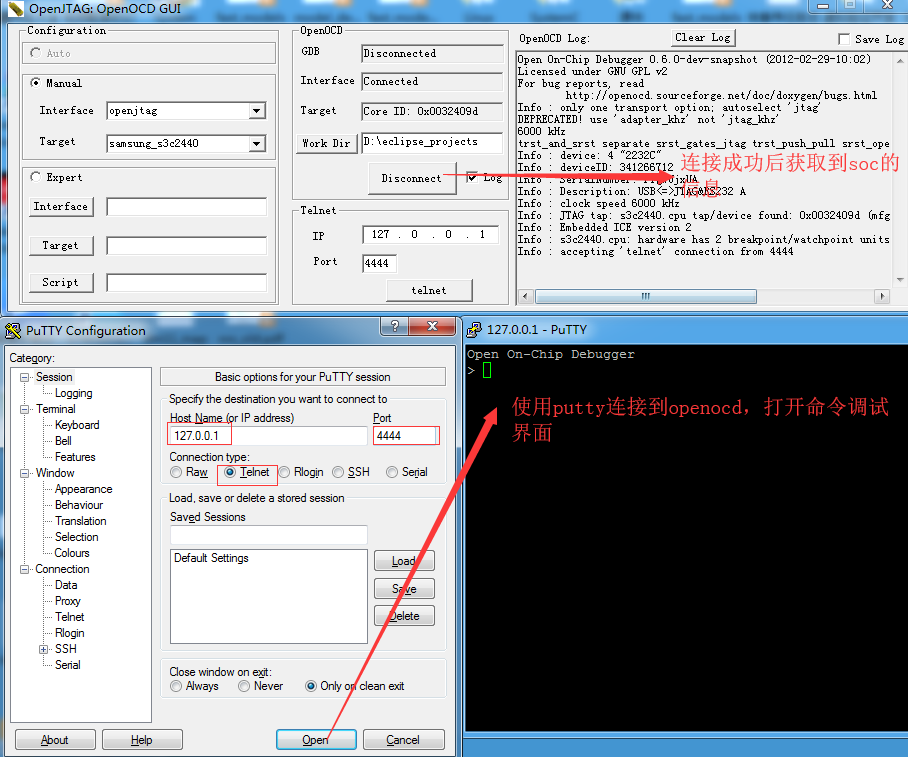 OpenJTAG: OpenOCD GUI
Configuration
Auto
Manual
Interface openjtag
Target samsung_s3c2440
Expert
Interface
Target
Script
OpenOCD
GDB Disconnected
Interface Connected
Target Core ID: 0x0032409d
Work Dir D:\eclipse_projects
Disconnect Log
Telnet
IP 127 . 0 . 0 . 1
Port 4444
telnet
OpenOCD Log: Clear Log Save Log
Open On-Chip Debugger 0.6.0-dev-snapshot (2012-02-29-10:02)
Licensed under GNU GPL v2
For bug reports, read
http://openocd.sourceforge.net/doc/doxygen/bugs.html
Info : only one transport option; autoselect 'jtag'
DEPRECATED! use 'adapter_khz' not 'jtag_khz'
6000 kHz
trst_and_srst separate srst_gates_jtag trst_push_pull srst_ope
Info : device: 4 "2232C"
Info : deviceID: 341266712
Info : SerialNumber:
Info : Description: USB<=>JTAG&RS232 A
Info : clock speed 6000 kHz
Info : JTAG tap: s3c2440.cpu tap/device found: 0x0032409d (mfg
Info : Embedded ICE version 2
Info : s3c2440.cpu: hardware has 2 breakpoint/watchpoint units
Info : accepting 'telnet' connection from 4444
连接成功后获取到soc的
信息
PuTTY Configuration
Category:
Session
Logging
Terminal
Keyboard
Bell
Features
Window
Appearance
Behaviour
Translation
Selection
Colours
Connection
Data
Proxy
Telnet
Rlogin
SSH
Serial
Basic options for your PuTTY session
Specify the destination you want to connect to
Host Name (or IP address) Port
127.0.0.1 4444
Connection type:
Raw Telnet Rlogin SSH Serial
Load, save or delete a stored session
Saved Sessions
Default Settings
Load
Save
Delete
Close window on exit:
Always Never Only on clean exit
About Help Open Cancel
127.0.0.1 - PuTTY
Open On-Chip Debugger
>
使用putty连接到openocd，打开命令调试
界面